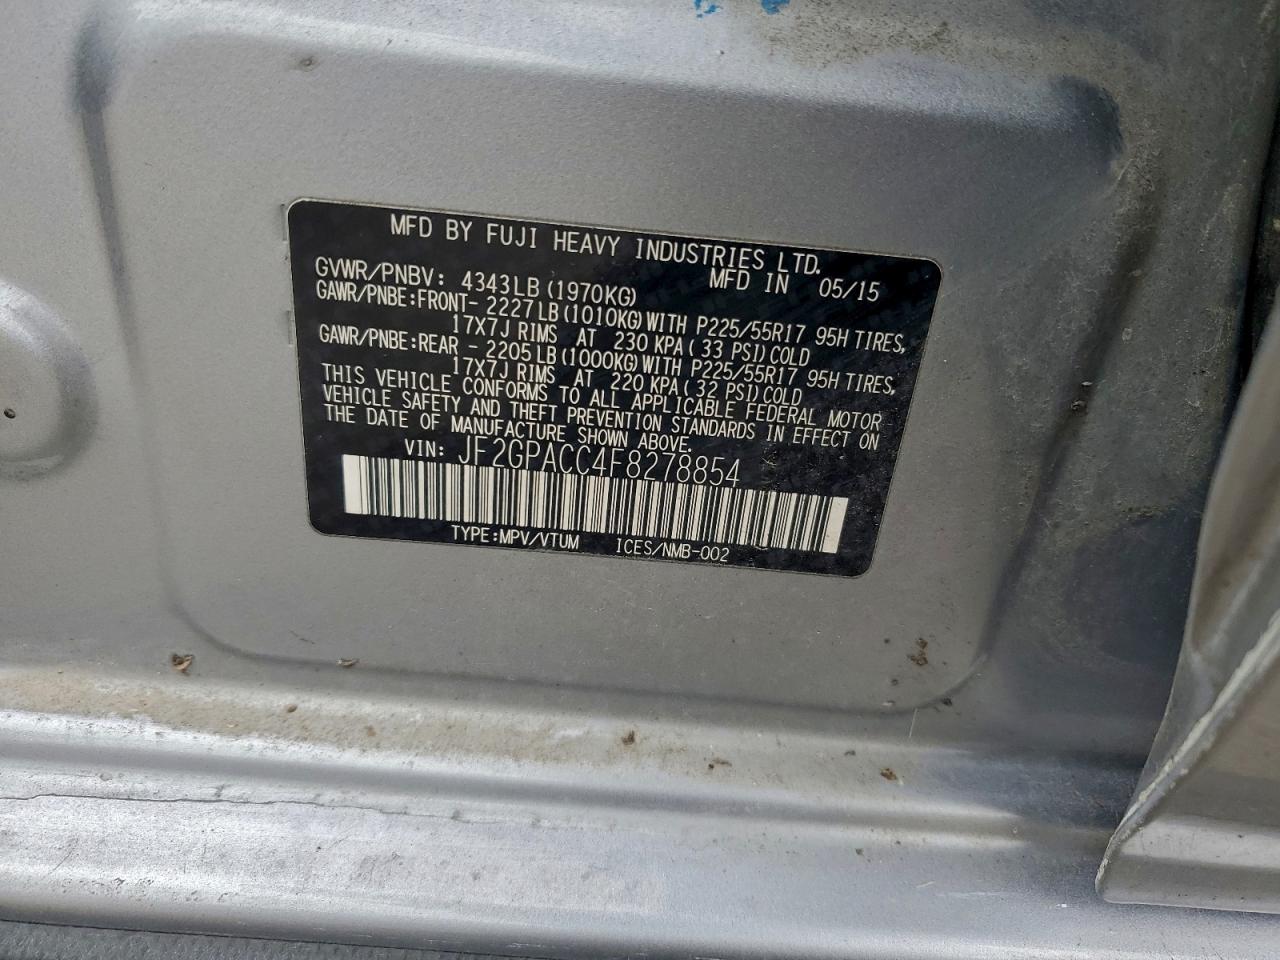 MFD BY FUJI HEAVY INDUSTRIES LTD.
GVWR/PNBV: 4343LB(1970KG) MFD IN 05/15
GAWR/PNBE:FRONT-2227LB(1010KG)WITH P225/55R17 95H TIRES,
17X7J RIMS AT 230 KPA(33 PSI)COLD
GAWR/PNBE:REAR -2205LB(1000KG)WITH P225/55R17 95H TIRES,
17X7J RIMS AT 220 KPA(32 PSI)COLD
THIS VEHICLE CONFORMS TO ALL APPLICABLE FEDERAL MOTOR
VEHICLE SAFETY AND THEFT PREVENTION STANDARDS IN EFFECT ON
THE DATE OF MANUFACTURE SHOWN ABOVE.
VIN: JF2GPACC4F8278854
TYPE:MPV/VTUM ICES/NMB-002